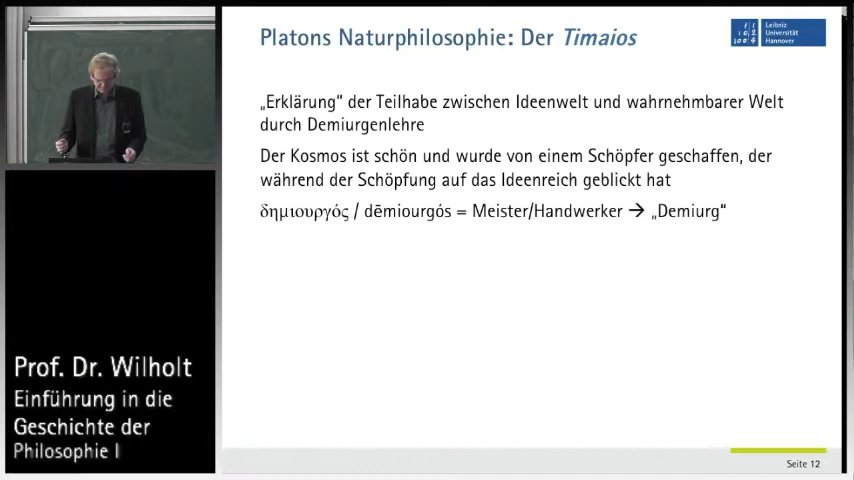 Platons Naturphilosophie: Der Timaios
Leibniz
Universität
Hannover
„Erklärung“ der Teilhabe zwischen Ideenwelt und wahrnehmbarer Welt
durch Demiurgenlehre
Der Kosmos ist schön und wurde von einem Schöpfer geschaffen, der
während der Schöpfung auf das Ideenreich geblickt hat
δημιουργός / dēmiourgós = Meister/Handwerker → „Demiurg“
Prof. Dr. Wilholt
Einführung in die
Geschichte der
Philosophie I
Seite 12